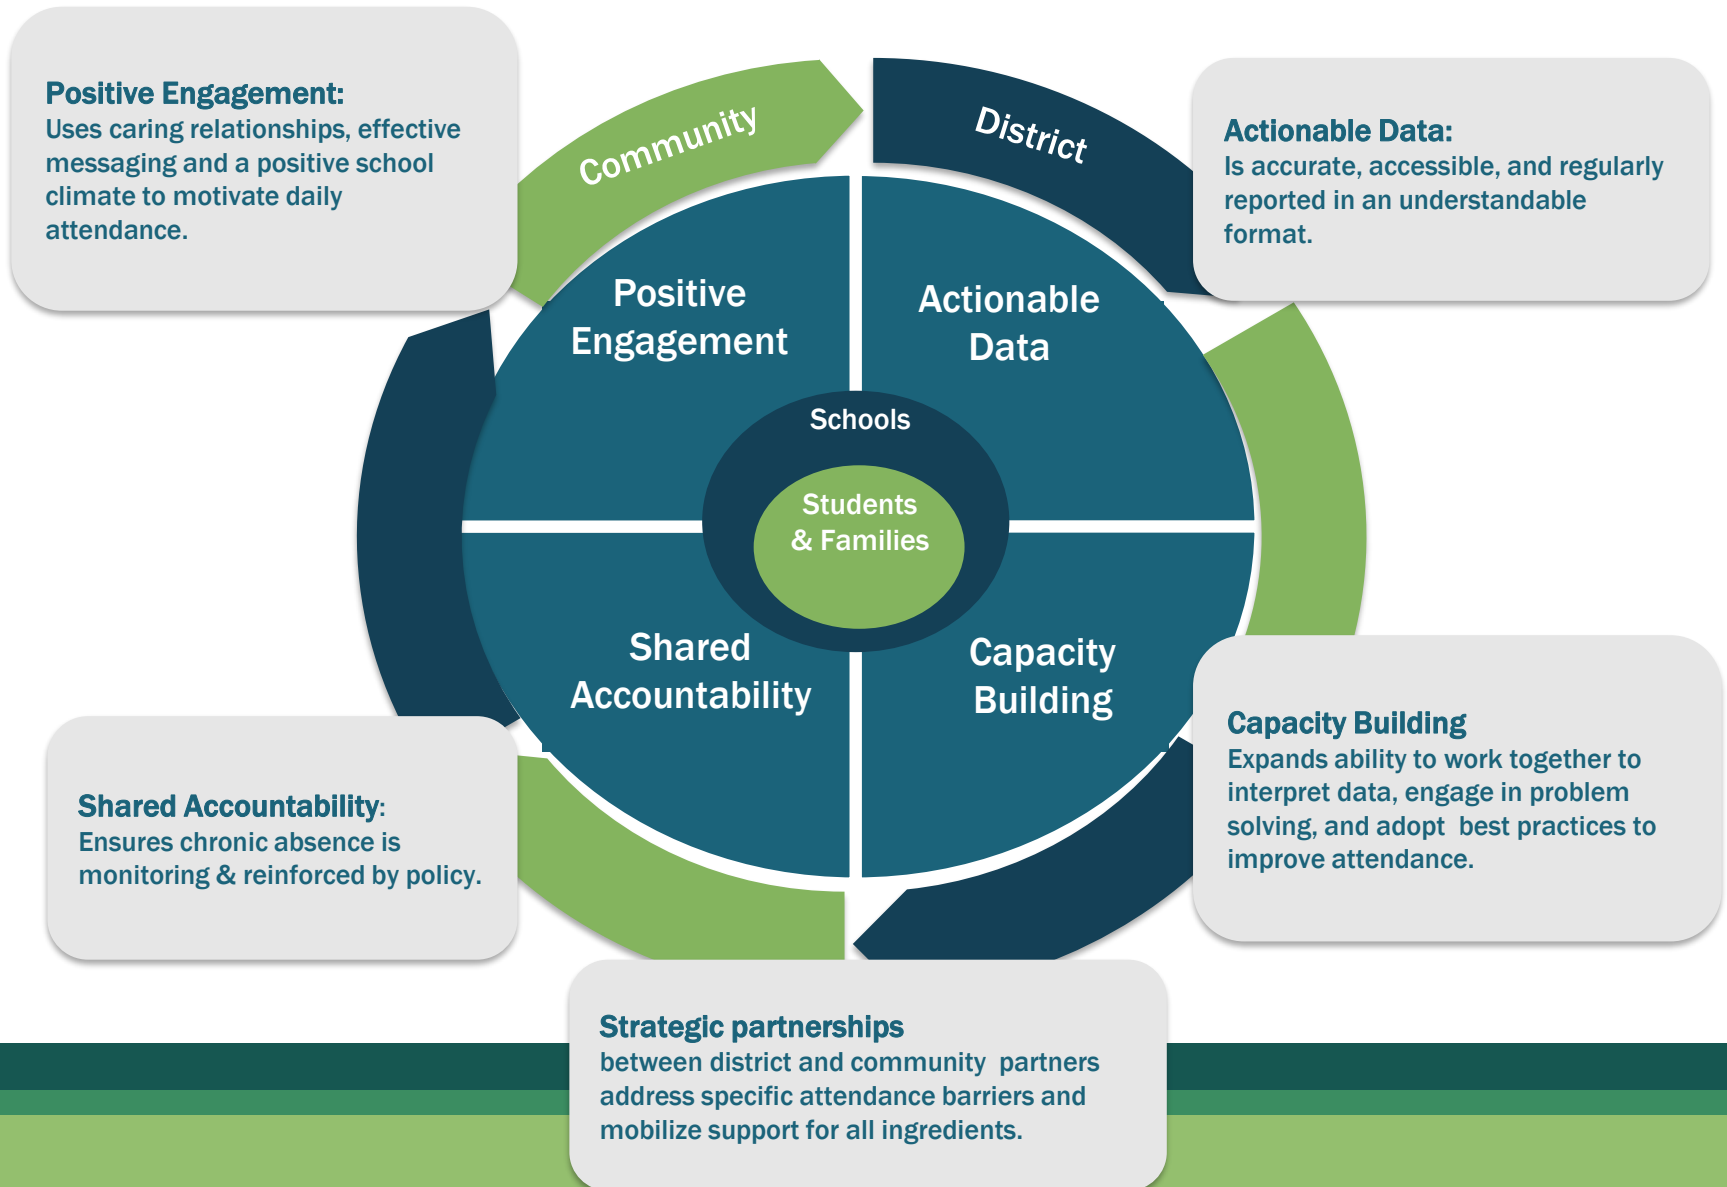 Positive Engagement:
Uses caring relationships, effective
messaging and a positive school
climate to motivate daily
attendance.
Community
District
Actionable Data:
Is accurate, accessible, and regularly
reported in an understandable
format.
Positive
Engagement
Actionable
Data
Schools
Students
& Families
Shared
Accountability
Capacity
Building
Shared Accountability:
Ensures chronic absence is
monitoring & reinforced by policy.
Capacity Building
Expands ability to work together to
interpret data, engage in problem
solving, and adopt  best practices to
improve attendance.
Strategic partnerships
between district and community  partners
address specific attendance barriers and
mobilize support for all ingredients.